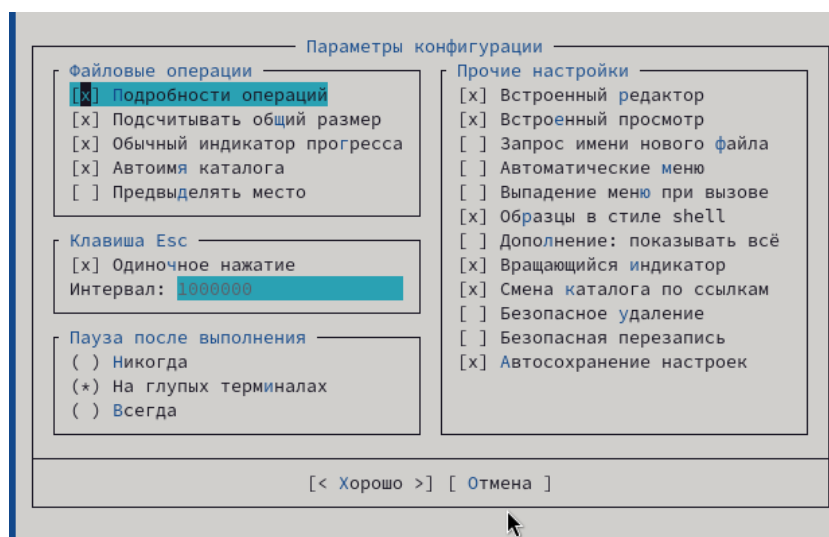 Параметры конфигурации
Файловые операции
[x] Подробности операций
[x] Подсчитывать общий размер
[x] Обычный индикатор прогресса
[x] Автоимя каталога
[ ] Предвыделять место
Клавиша Esc
[x] Одиночное нажатие
Интервал: 1000000
Пауза после выполнения
( ) Никогда
(*) На глупых терминалах
( ) Всегда
Прочие настройки
[x] Встроенный редактор
[x] Встроенный просмотр
[ ] Запрос имени нового файла
[ ] Автоматические меню
[ ] Выпадение меню при вызове
[x] Образцы в стиле shell
[ ] Дополнение: показывать всё
[x] Вращающийся индикатор
[x] Смена каталога по ссылкам
[ ] Безопасное удаление
[ ] Безопасная перезапись
[x] Автосохранение настроек
[< Хорошо >] [ Отмена ]